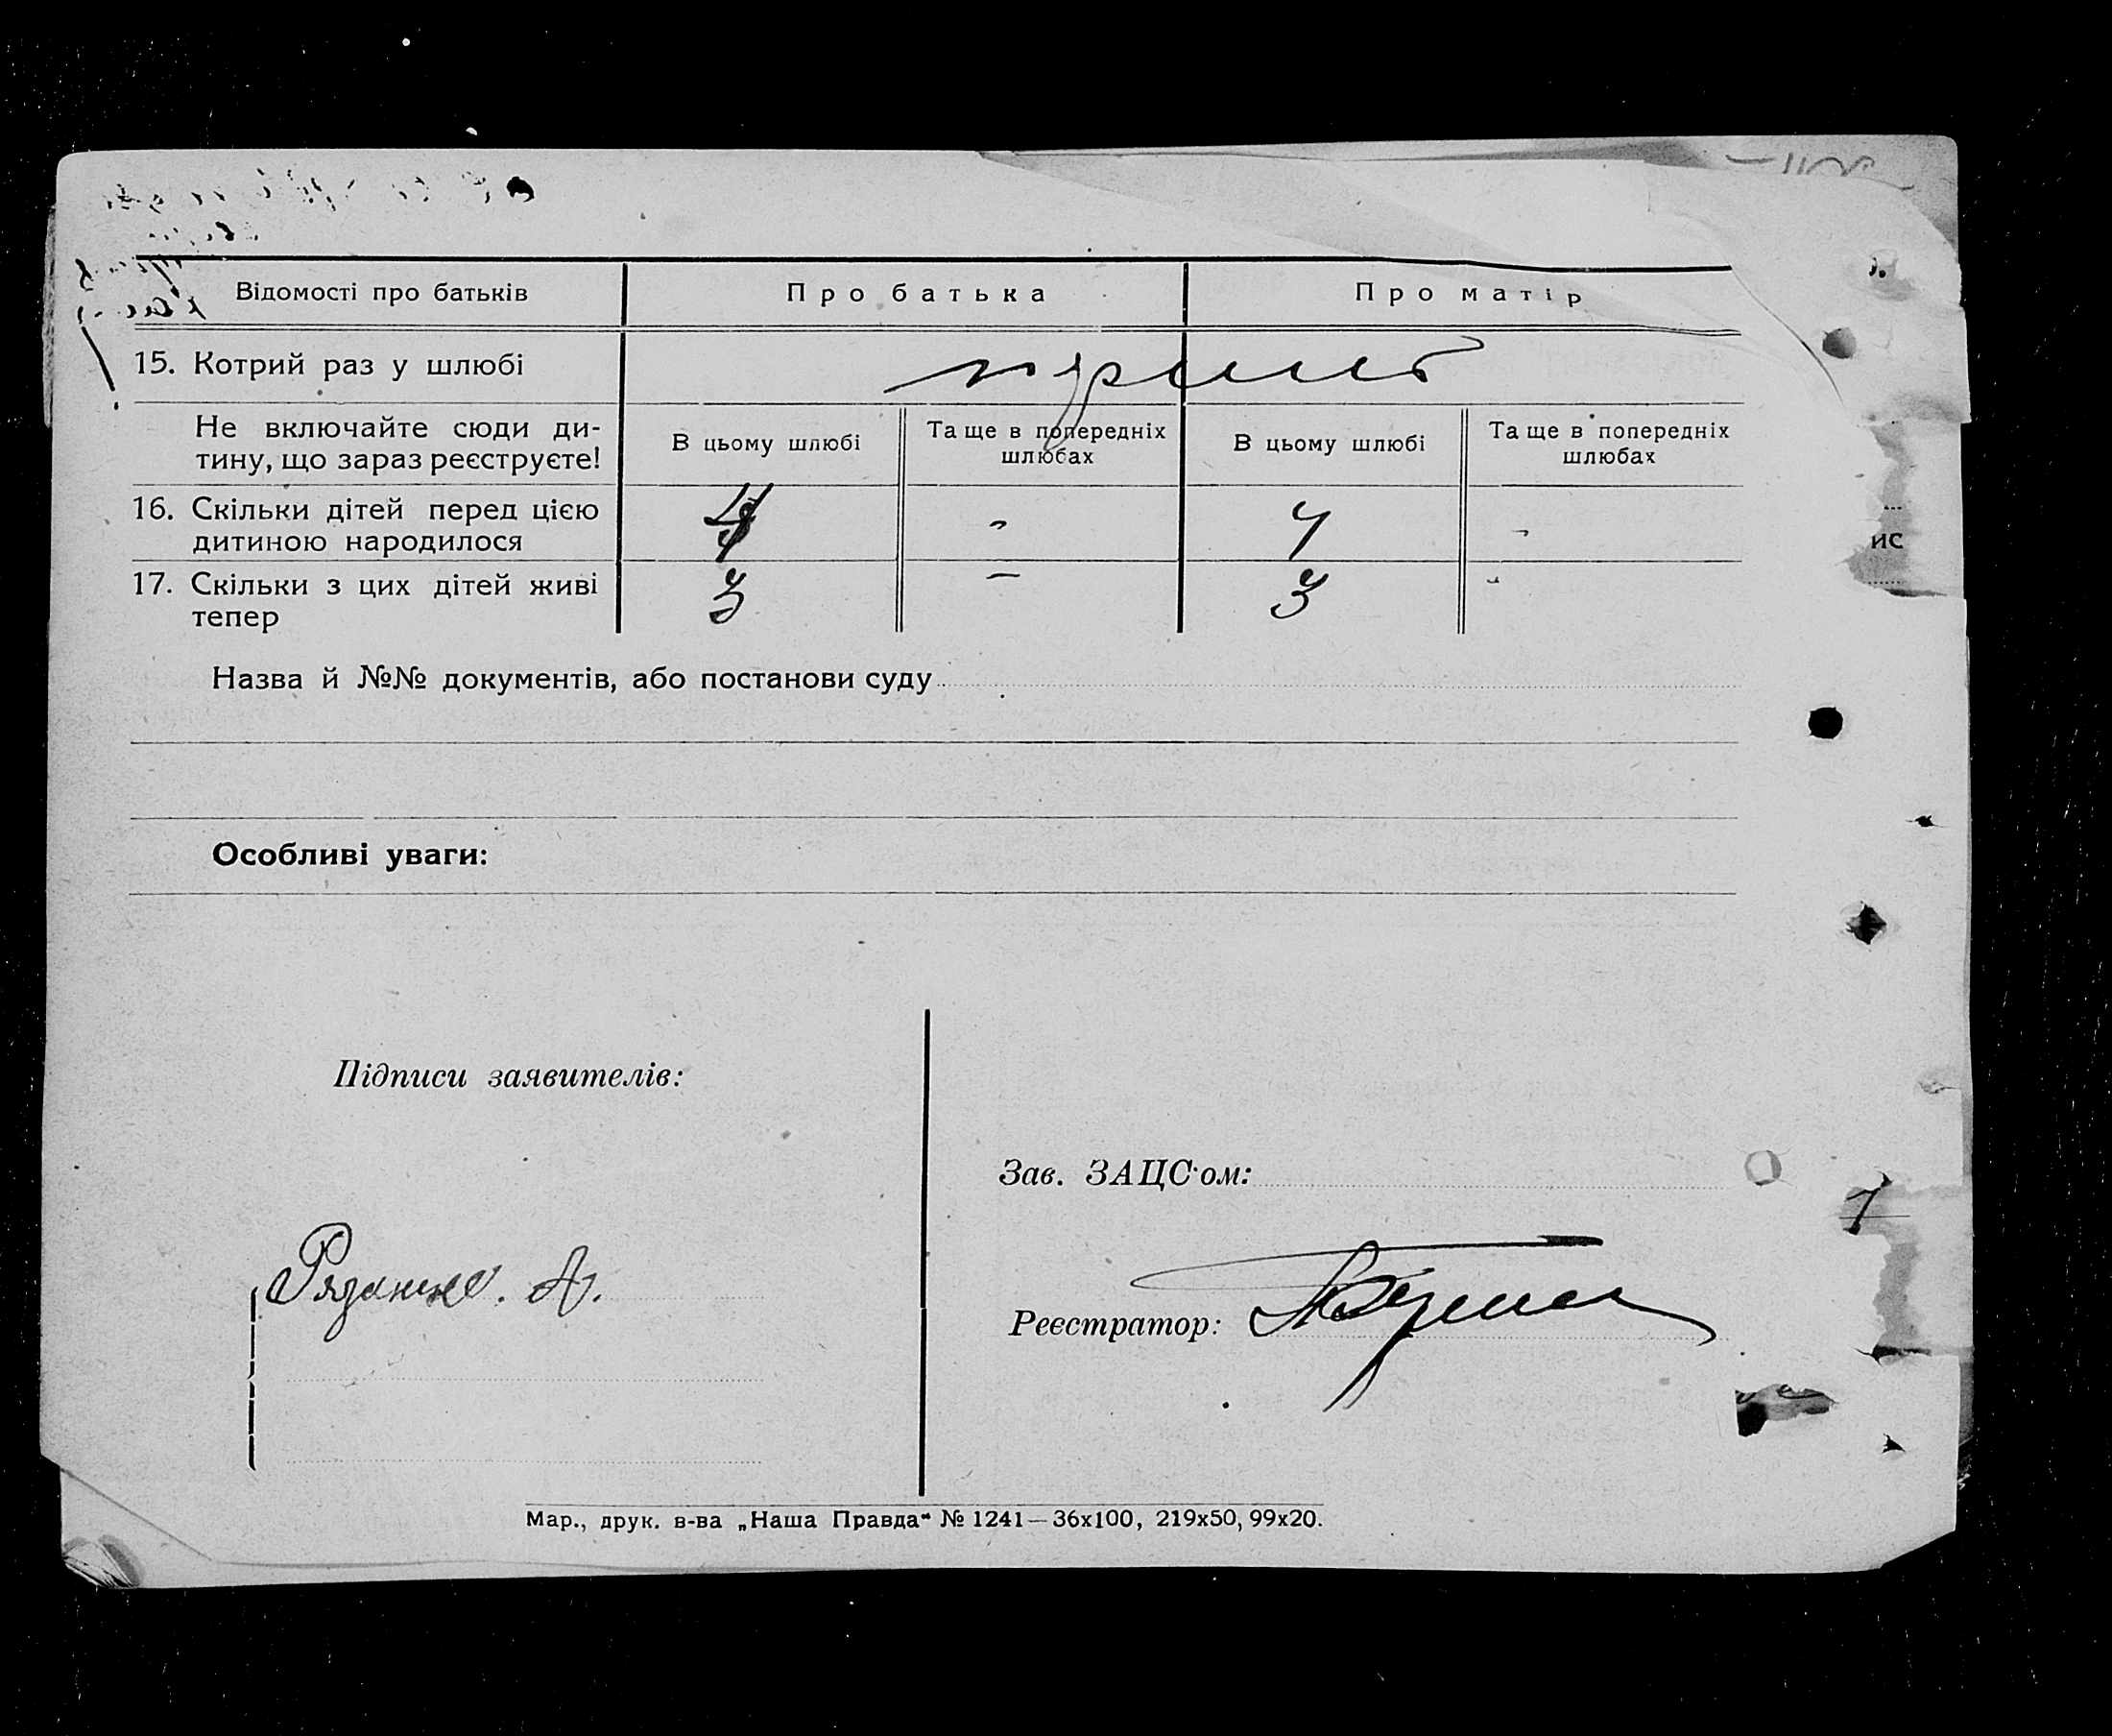 Відомості про батьків
Про батька
Про матір
15. Котрий раз у шлюбі
Не включайте сюди ди-
тину, що зараз реєструєте!
В цьому шлюбі
Та ще в попередніх
шлюбах
В цьому шлюбі
Та ще в попередніх
шлюбах
16. Скільки дітей перед цією
дитиною народилося
4 - 4 -
17. Скільки з цих дітей живі
тепер
3 - 3 -
Назва й №№ документів, або постанови суду
Особливі уваги:
Підписи заявителів:
Зав. ЗАЦС'ом:
Реєстратор:
Мар., друк. в-ва „Наша Правда“ № 1241—36х100, 219х50, 99х20.
ис